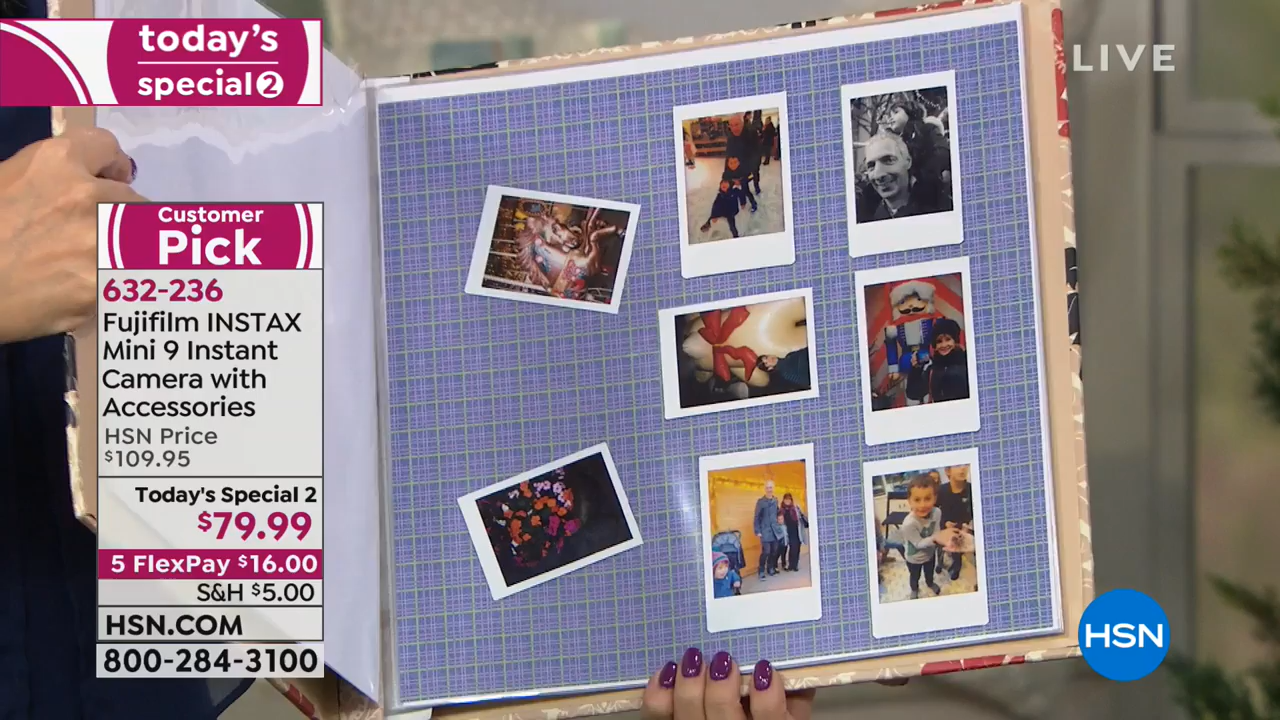 today's
special 2
LIVE
Customer
Pick
632-236
Fujifilm INSTAX
Mini 9 Instant
Camera with
Accessories
HSN Price
$109.95
Today's Special 2
$79.99
5 FlexPay $16.00
S&H $5.00
HSN.COM
800-284-3100
HSN